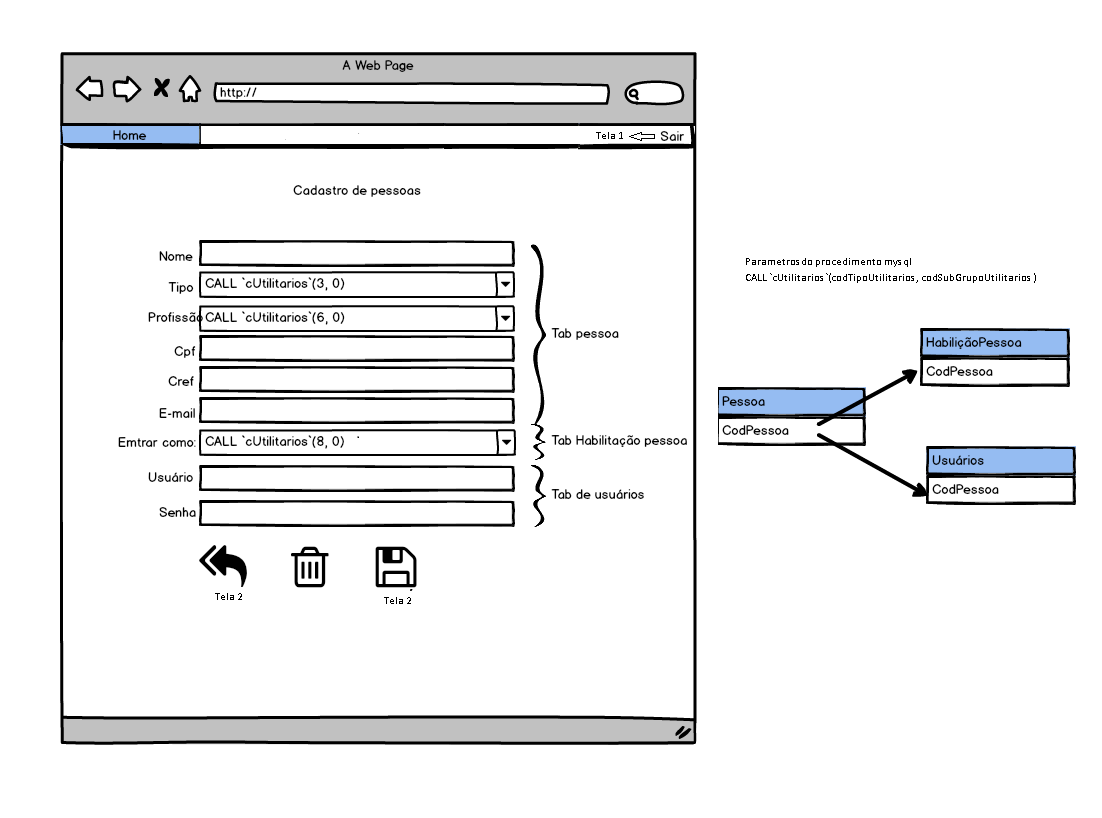 A Web Page
http://
Home
Tela 1
Sair
Cadastro de pessoas
Nome
Tipo
CALL `cUtilitarios`(3, 0)
Profissão
CALL `cUtilitarios`(6, 0)
Cpf
Cref
E-mail
Tab pessoa
Emtrar como:
CALL `cUtilitarios`(8, 0)
Tab Habilitação pessoa
Usuário
Senha
Tab de usuários
Tela 2
Tela 2
Parametros do procedimento mysql
CALL `cUtilitarios`(codTipoUtilitarios, codSubGrupoUtilitarios )
HabiliçãoPessoa
CodPessoa
Pessoa
CodPessoa
Usuários
CodPessoa